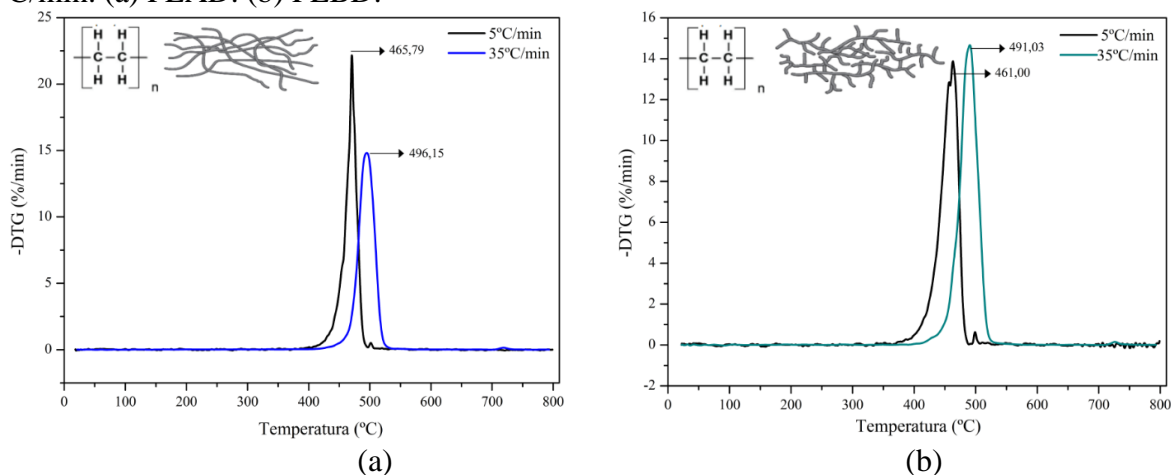 C/min. (a) PEAD. (b) PEBD.
25
20
15
10
5
0
-DTG (%/min)
0 100 200 300 400 500 600 700 800
Temperatura (ºC)
H H
C C
H H
n
5ºC/min
35ºC/min
465,79
496,15
(a)
16
14
12
10
8
6
4
2
0
-2
-DTG (%/min)
0 100 200 300 400 500 600 700 800
Temperatura (ºC)
H H
C C
H H
n
5ºC/min
35ºC/min
491,03
461,00
(b)